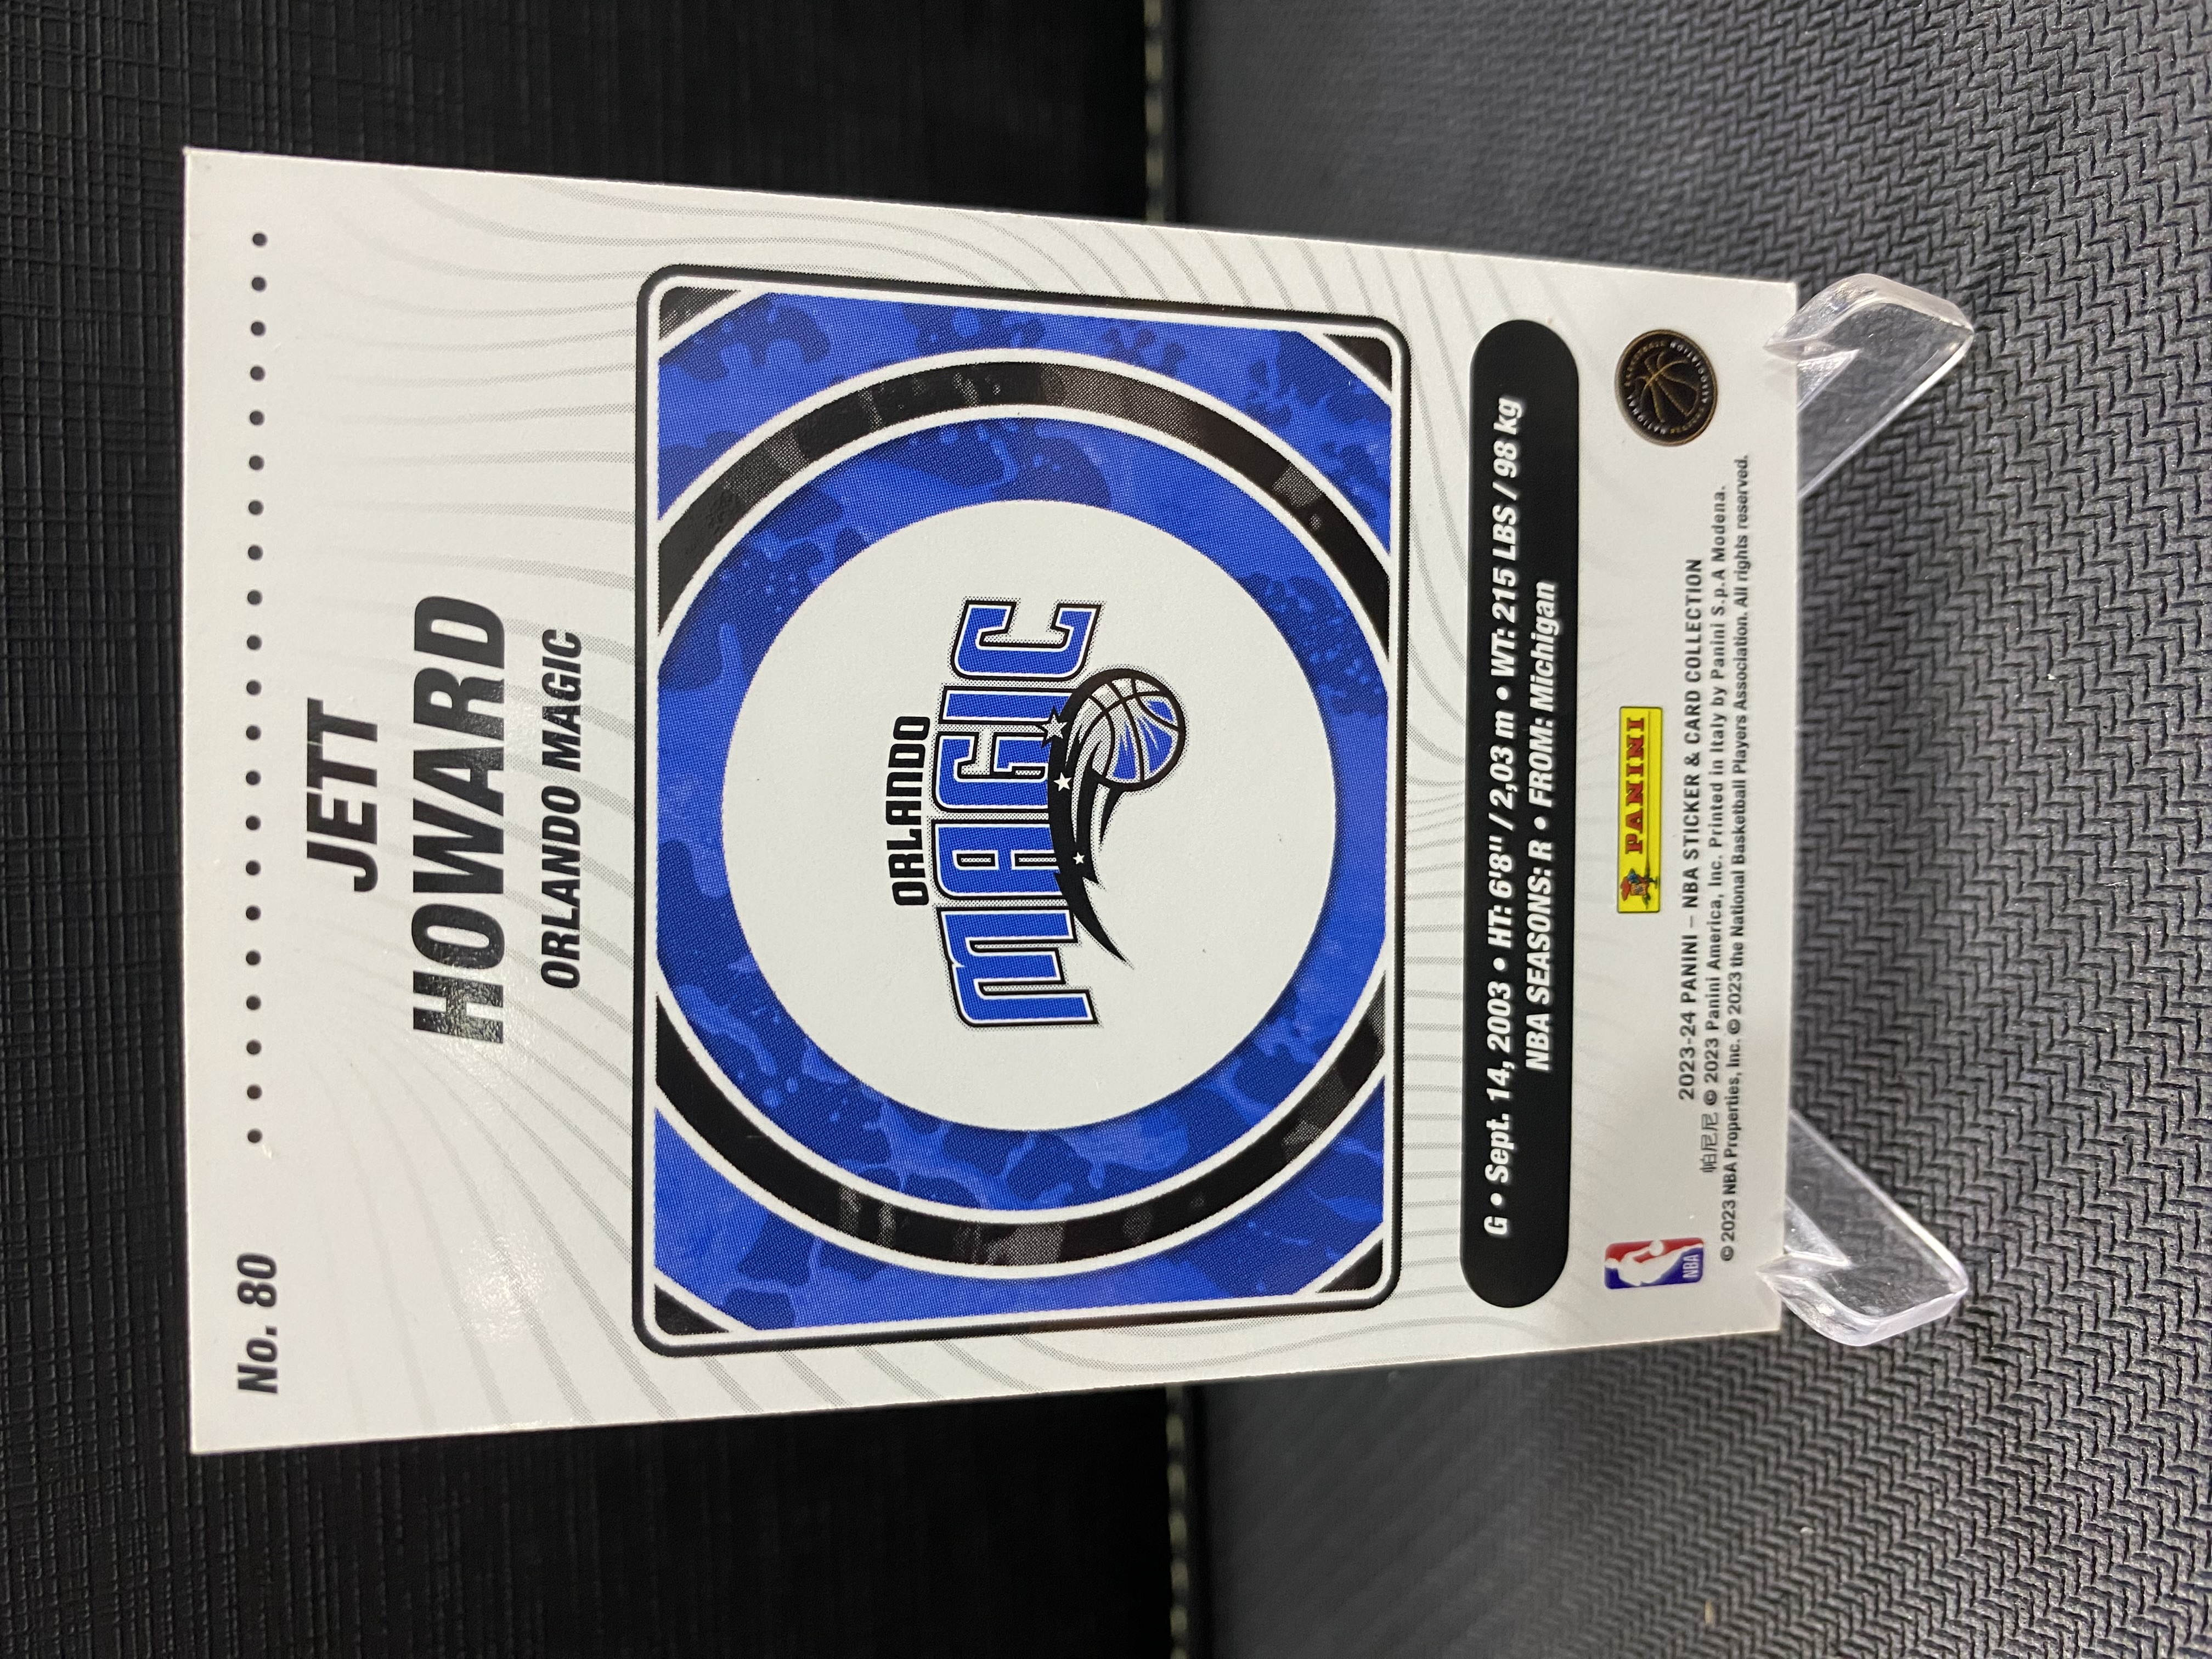 No. 80
JETT
HOWARD
ORLANDO MAGIC
ORLANDO
MAGIC
G • Sept. 14, 2003 • HT: 6'8" / 2,03 m • WT: 215 LBS / 98 kg
NBA SEASONS: R • FROM: Michigan
PANINI
NBA
2023-24 PANINI – NBA STICKER & CARD COLLECTION
帕尼尼 © 2023 Panini America, Inc. Printed in Italy by Panini S.p.A Modena.
© 2023 NBA Properties, Inc. © 2023 the National Basketball Players Association. All rights reserved.